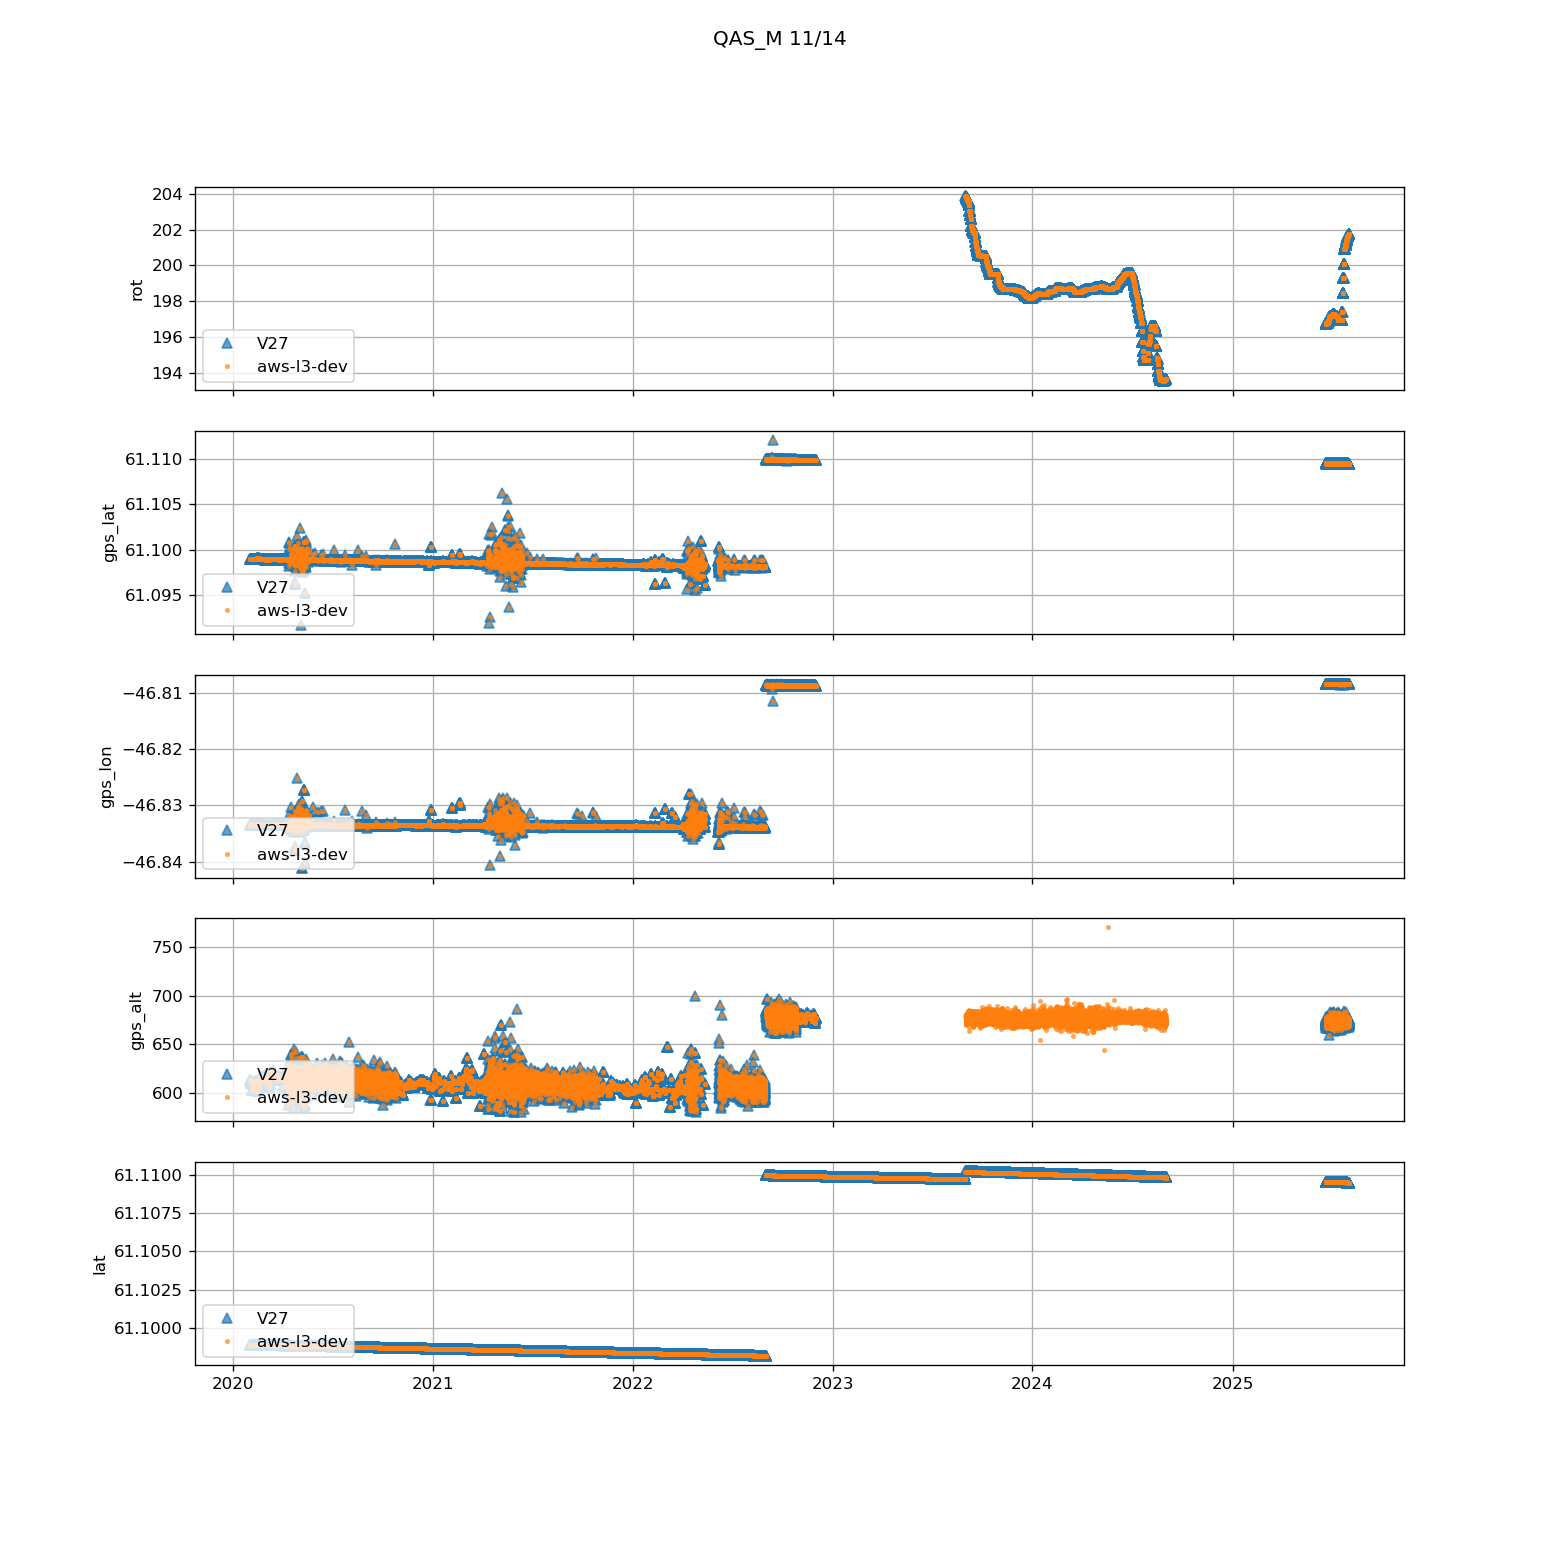 QAS_M 11/14
204
202
200
198
196
194
rot
V27
aws-l3-dev
61.110
61.105
61.100
61.095
gps_lat
V27
aws-l3-dev
−46.81
−46.82
−46.83
−46.84
gps_lon
V27
aws-l3-dev
750
700
650
600
gps_alt
V27
aws-l3-dev
61.1100
61.1075
61.1050
61.1025
61.1000
lat
V27
aws-l3-dev
2020 2021 2022 2023 2024 2025